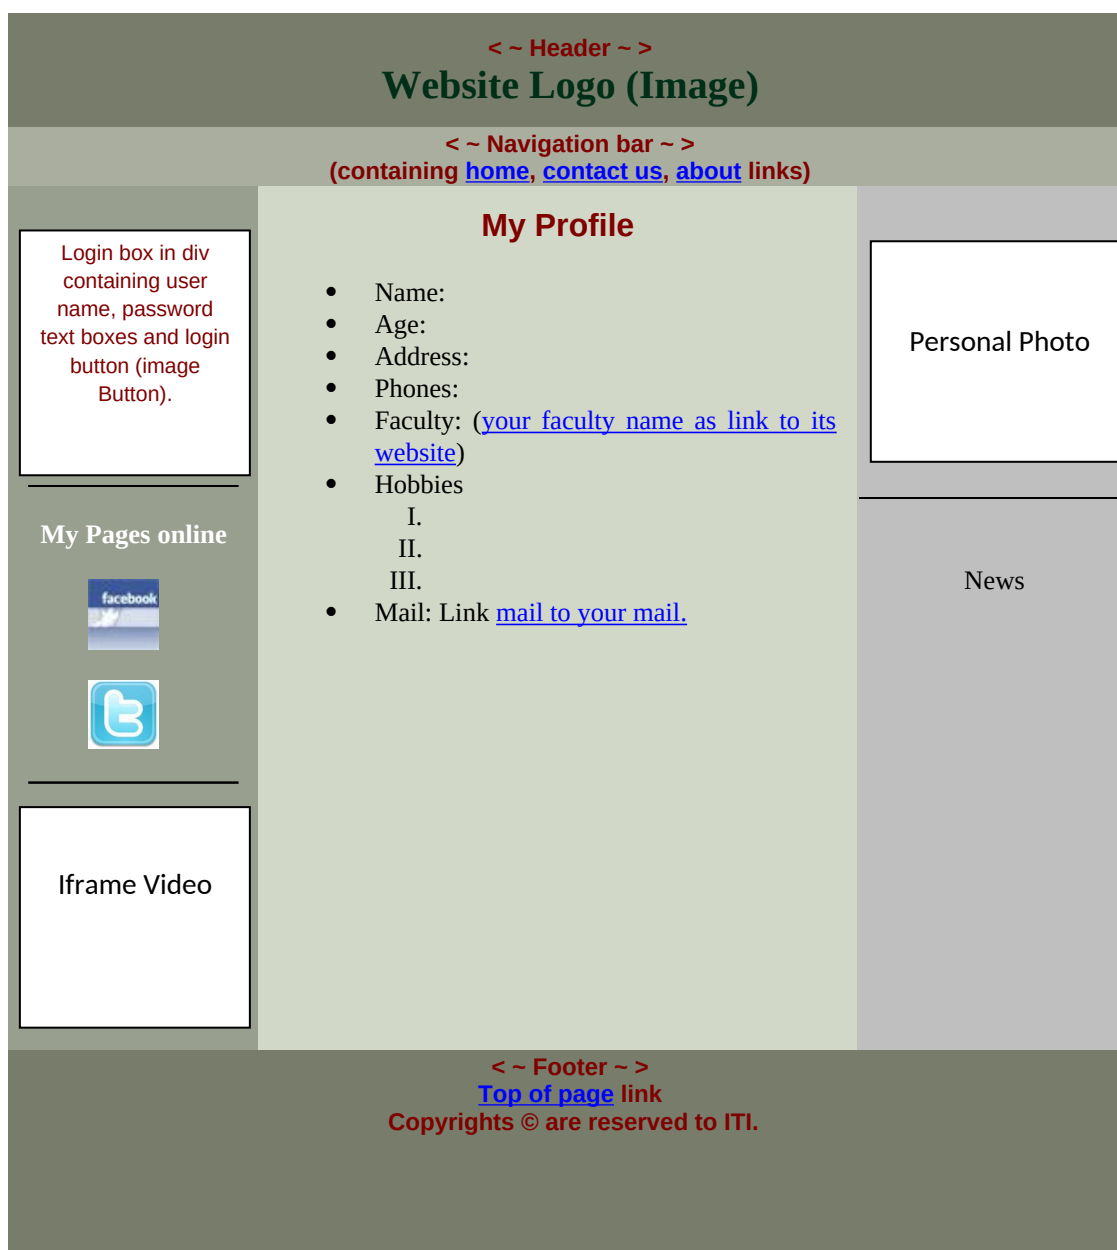 < ~ Header ~ >
Website Logo (Image)
< ~ Navigation bar ~ >
(containing home, contact us, about links)
Login box in div
containing user
name, password
text boxes and login
button (image
Button).
My Pages online
facebook
Iframe Video
My Profile
• Name:
• Age:
• Address:
• Phones:
• Faculty: (your faculty name as link to its
website)
• Hobbies
I.
II.
III.
• Mail: Link mail to your mail.
Personal Photo
News
< ~ Footer ~ >
Top of page link
Copyrights © are reserved to ITI.